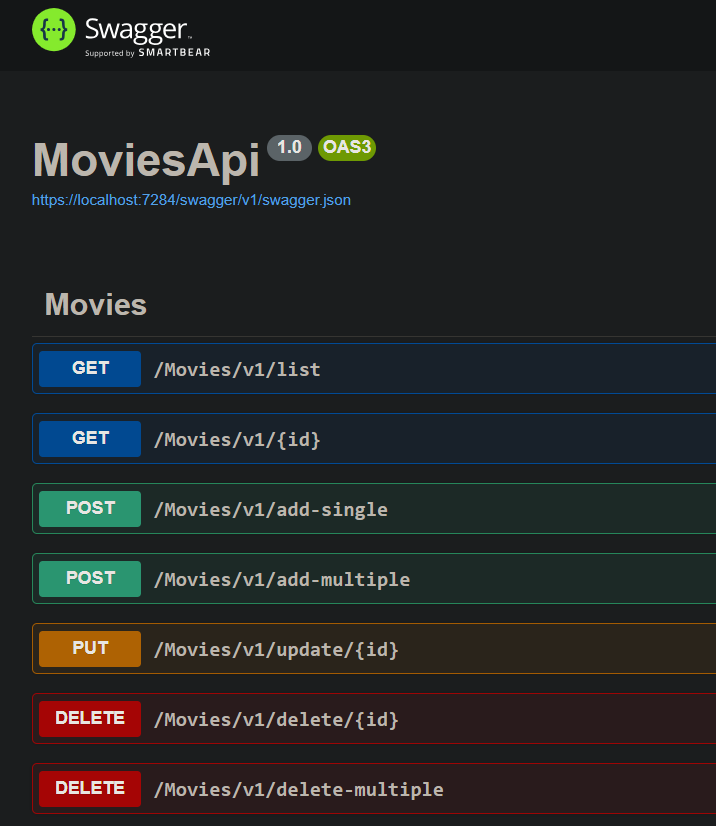 {···} Swagger™
Supported by SMARTBEAR
MoviesApi 1.0 OAS3
https://localhost:7284/swagger/v1/swagger.json
Movies
GET /Movies/v1/list
GET /Movies/v1/{id}
POST /Movies/v1/add-single
POST /Movies/v1/add-multiple
PUT /Movies/v1/update/{id}
DELETE /Movies/v1/delete/{id}
DELETE /Movies/v1/delete-multiple